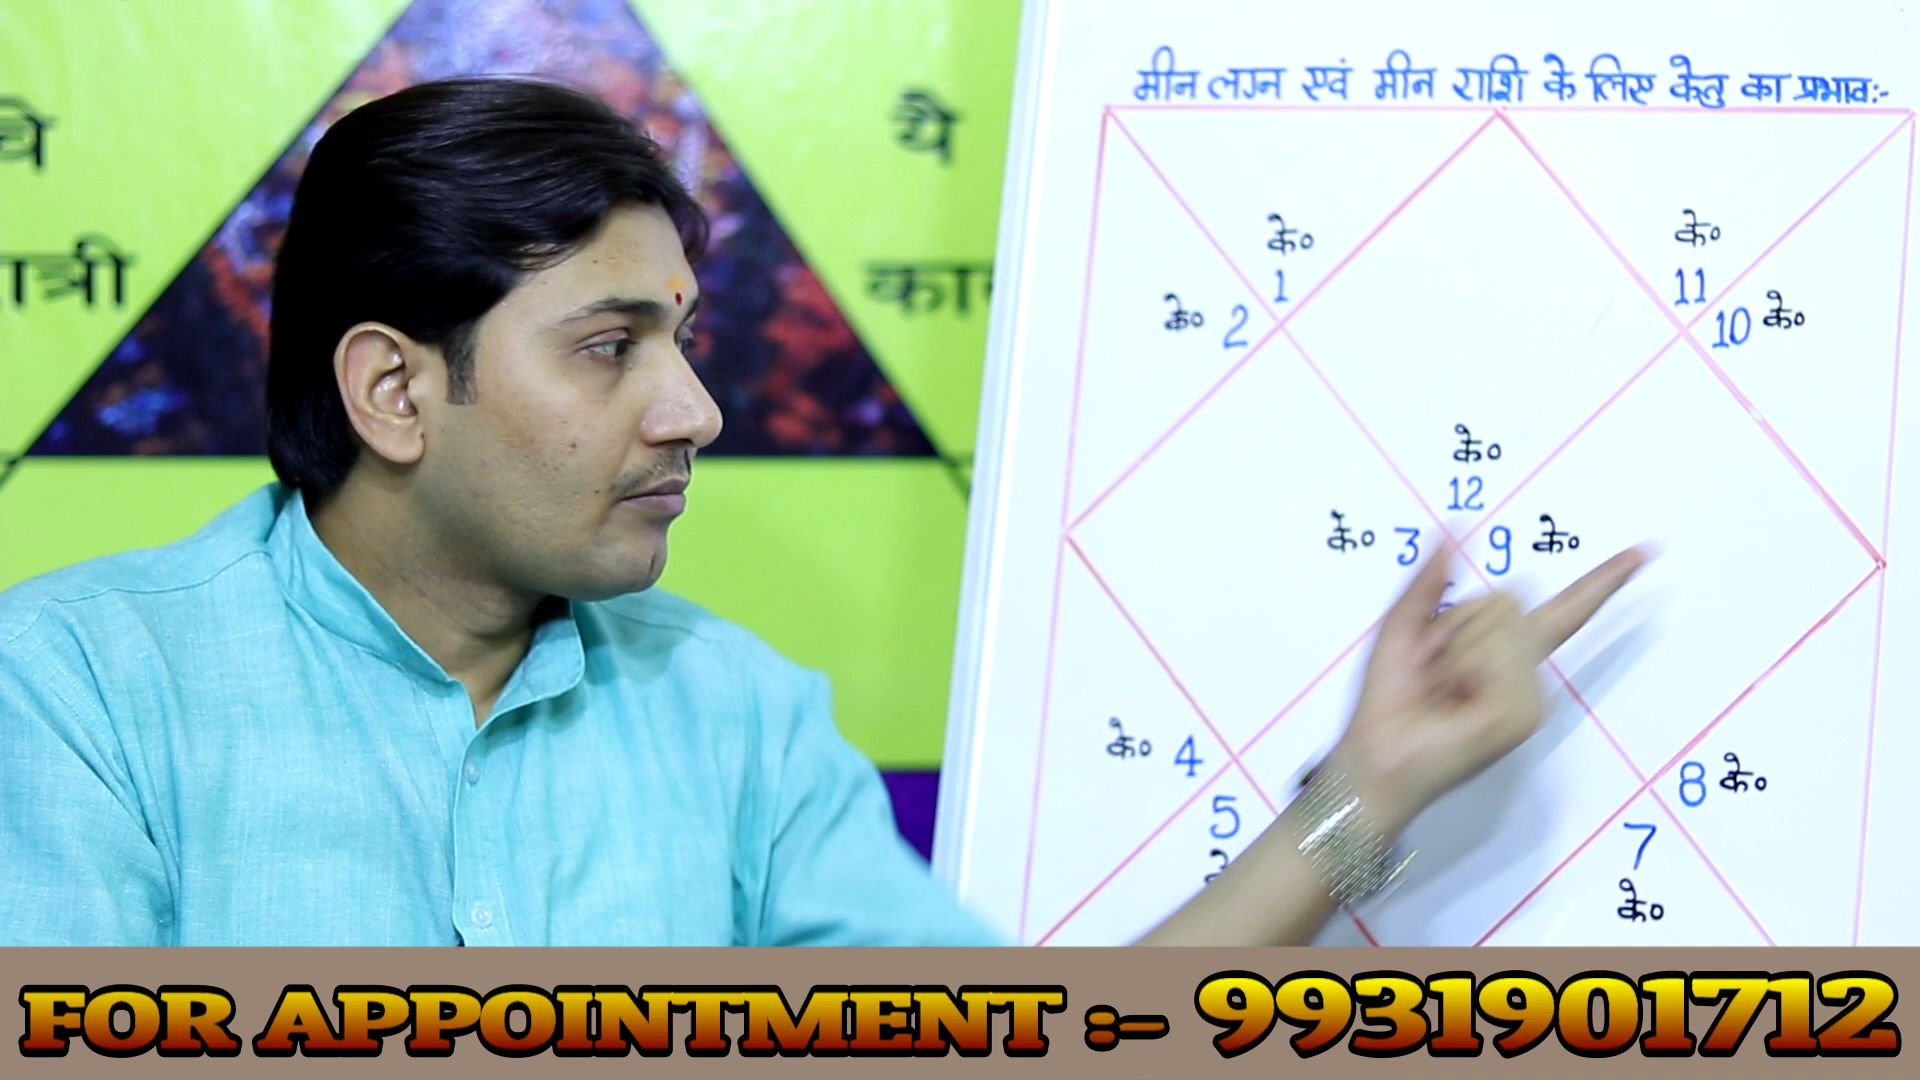 मीन लग्न एवं मीन राशि के लिए केतु का प्रभाव:-
यै
के०
1
के०
11
के० 2
10 के०
के०
12
के० 3
9 के०
के० 4
5
8 के०
7
के०
FOR APPOINTMENT :- 9931901712